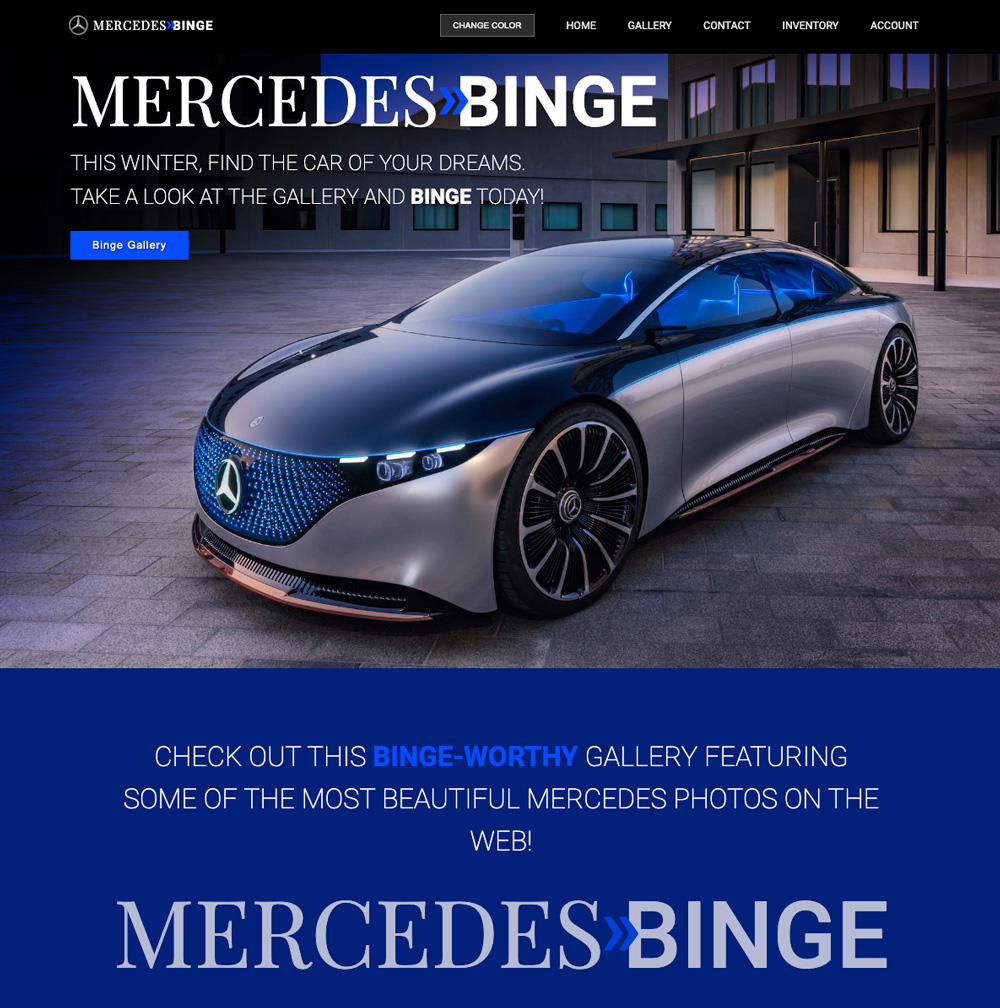 MERCEDES»BINGE
CHANGE COLOR
HOME
GALLERY
CONTACT
INVENTORY
ACCOUNT
MERCEDES»BINGE
THIS WINTER, FIND THE CAR OF YOUR DREAMS.
TAKE A LOOK AT THE GALLERY AND BINGE TODAY!
Binge Gallery
CHECK OUT THIS BINGE-WORTHY GALLERY FEATURING
SOME OF THE MOST BEAUTIFUL MERCEDES PHOTOS ON THE
WEB!
MERCEDES»BINGE